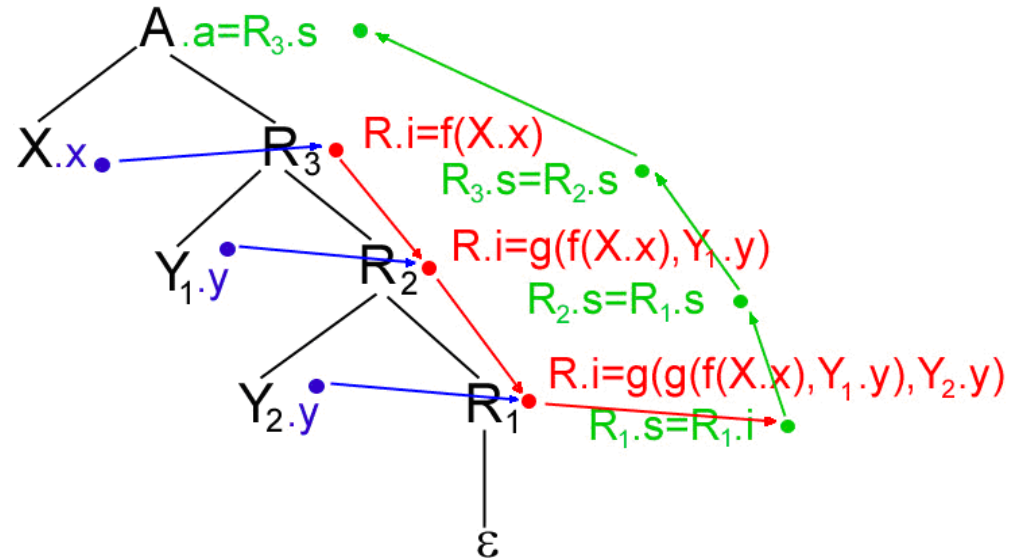 A.a=R₃.s
X.x
R₃
R.i=f(X.x)
R₃.s=R₂.s
Y₁.y
R₂
R.i=g(f(X.x),Y₁.y)
R₂.s=R₁.s
Y₂.y
R₁
R.i=g(g(f(X.x),Y₁.y),Y₂.y)
R₁.s=R₁.i
ε